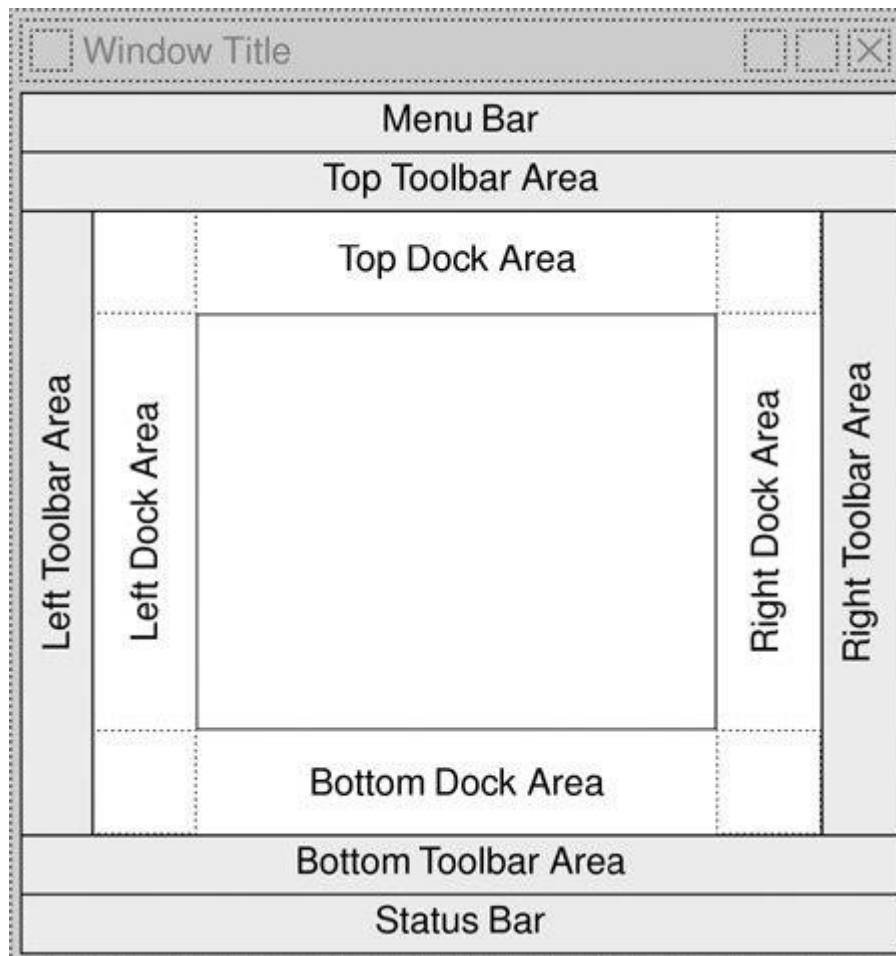 Window Title
Menu Bar
Top Toolbar Area
Top Dock Area
Left Toolbar Area
Left Dock Area
Right Dock Area
Right Toolbar Area
Bottom Dock Area
Bottom Toolbar Area
Status Bar